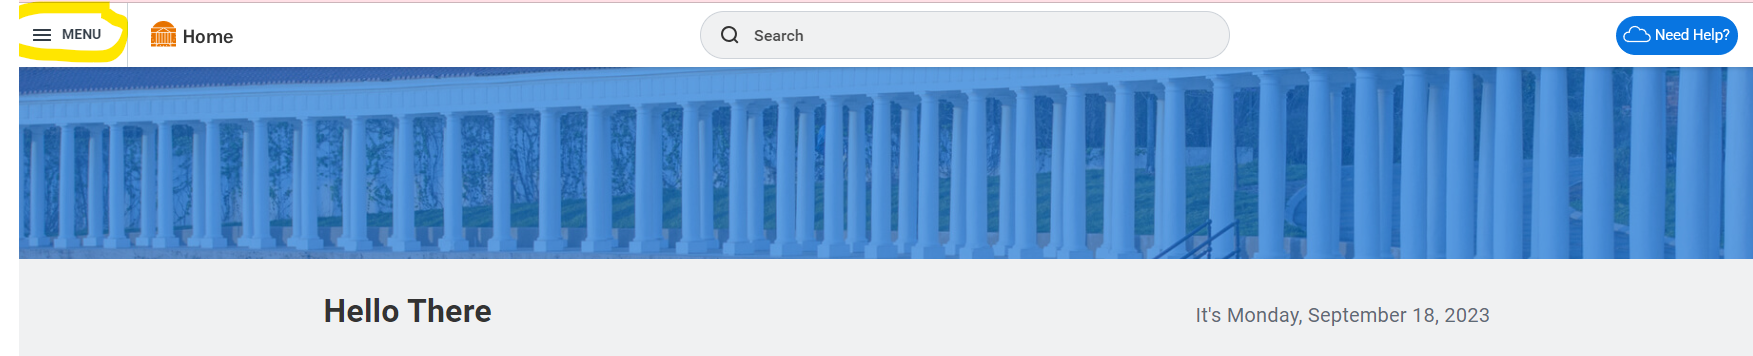 MENU
Home
Search
Need Help?
Hello There
It's Monday, September 18, 2023